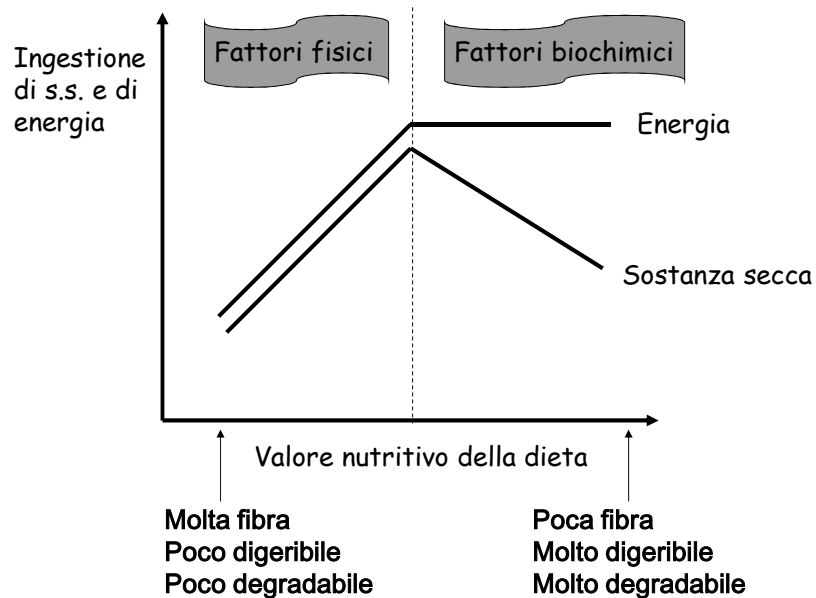 Fattori fisici
Fattori biochimici
Ingestione
di s.s. e di
energia
Energia
Sostanza secca
Valore nutritivo della dieta
Molta fibra
Poco digeribile
Poco degradabile
Poca fibra
Molto digeribile
Molto degradabile